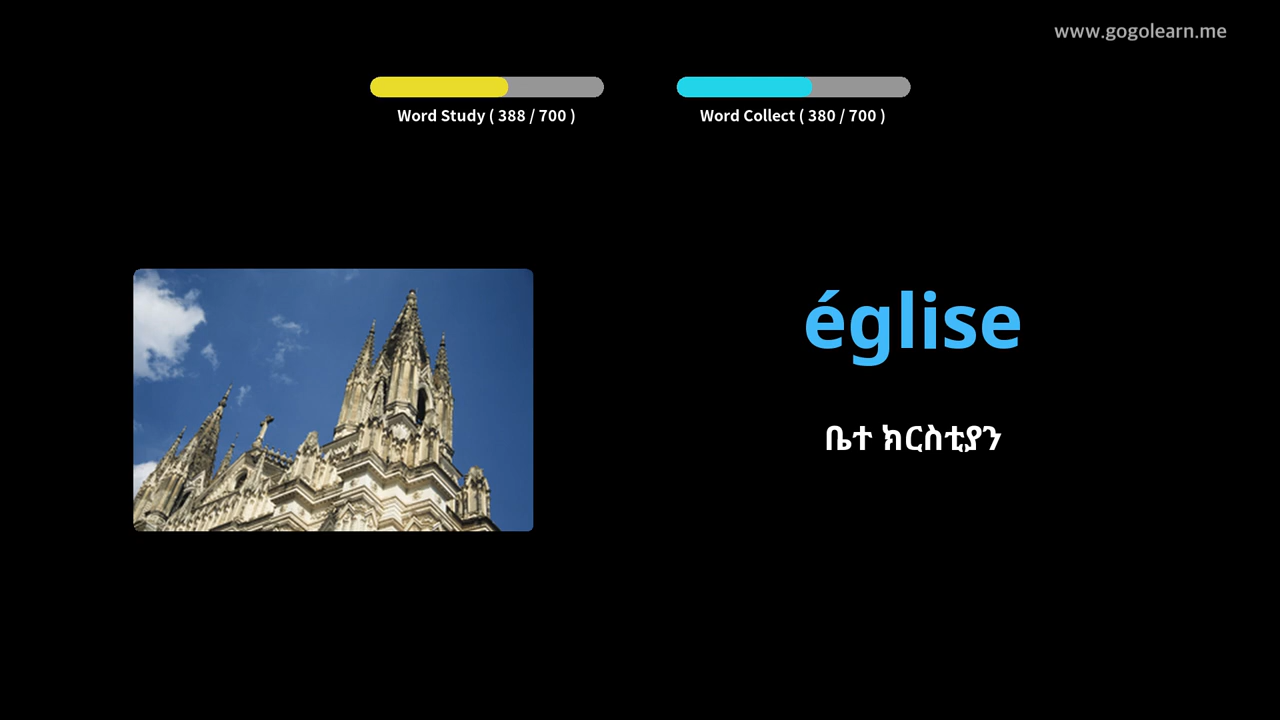 www.gogolearn.me
Word Study ( 388 / 700 )
Word Collect ( 380 / 700 )
église
ቤተ ክርስቲያን